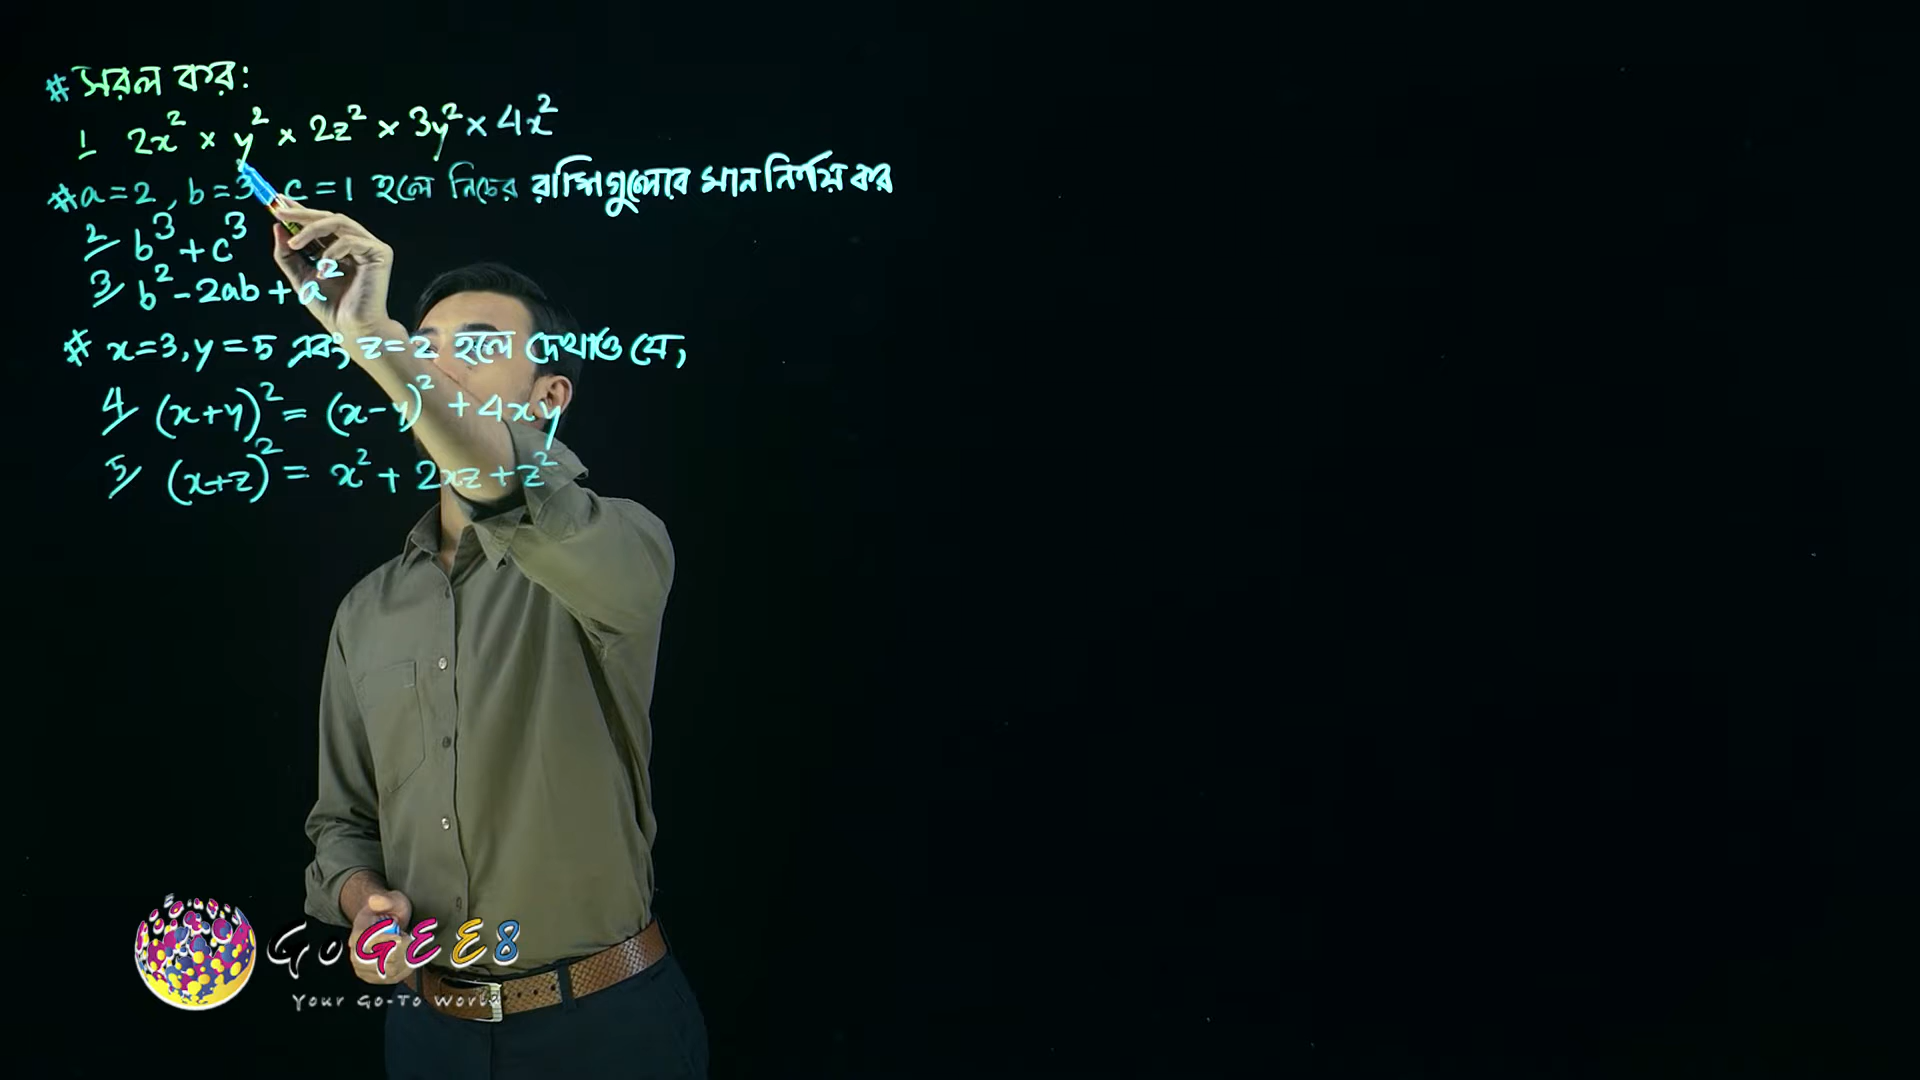 # সরল কর:
1 2x² × y² × 2z² × 3y² × 4x²
# a=2, b=3, c=1 হলে নিচের রাশিগুলোর মান নির্ণয় কর
2 b³+c³
3 b²-2ab+a²
# x=3, y=5 এবং z=2 হলে দেখাও যে,
4 (x+y)² = (x-y)² + 4xy
5 (x+z)² = x² + 2xz + z²
GoGEE8
Your Go-To World